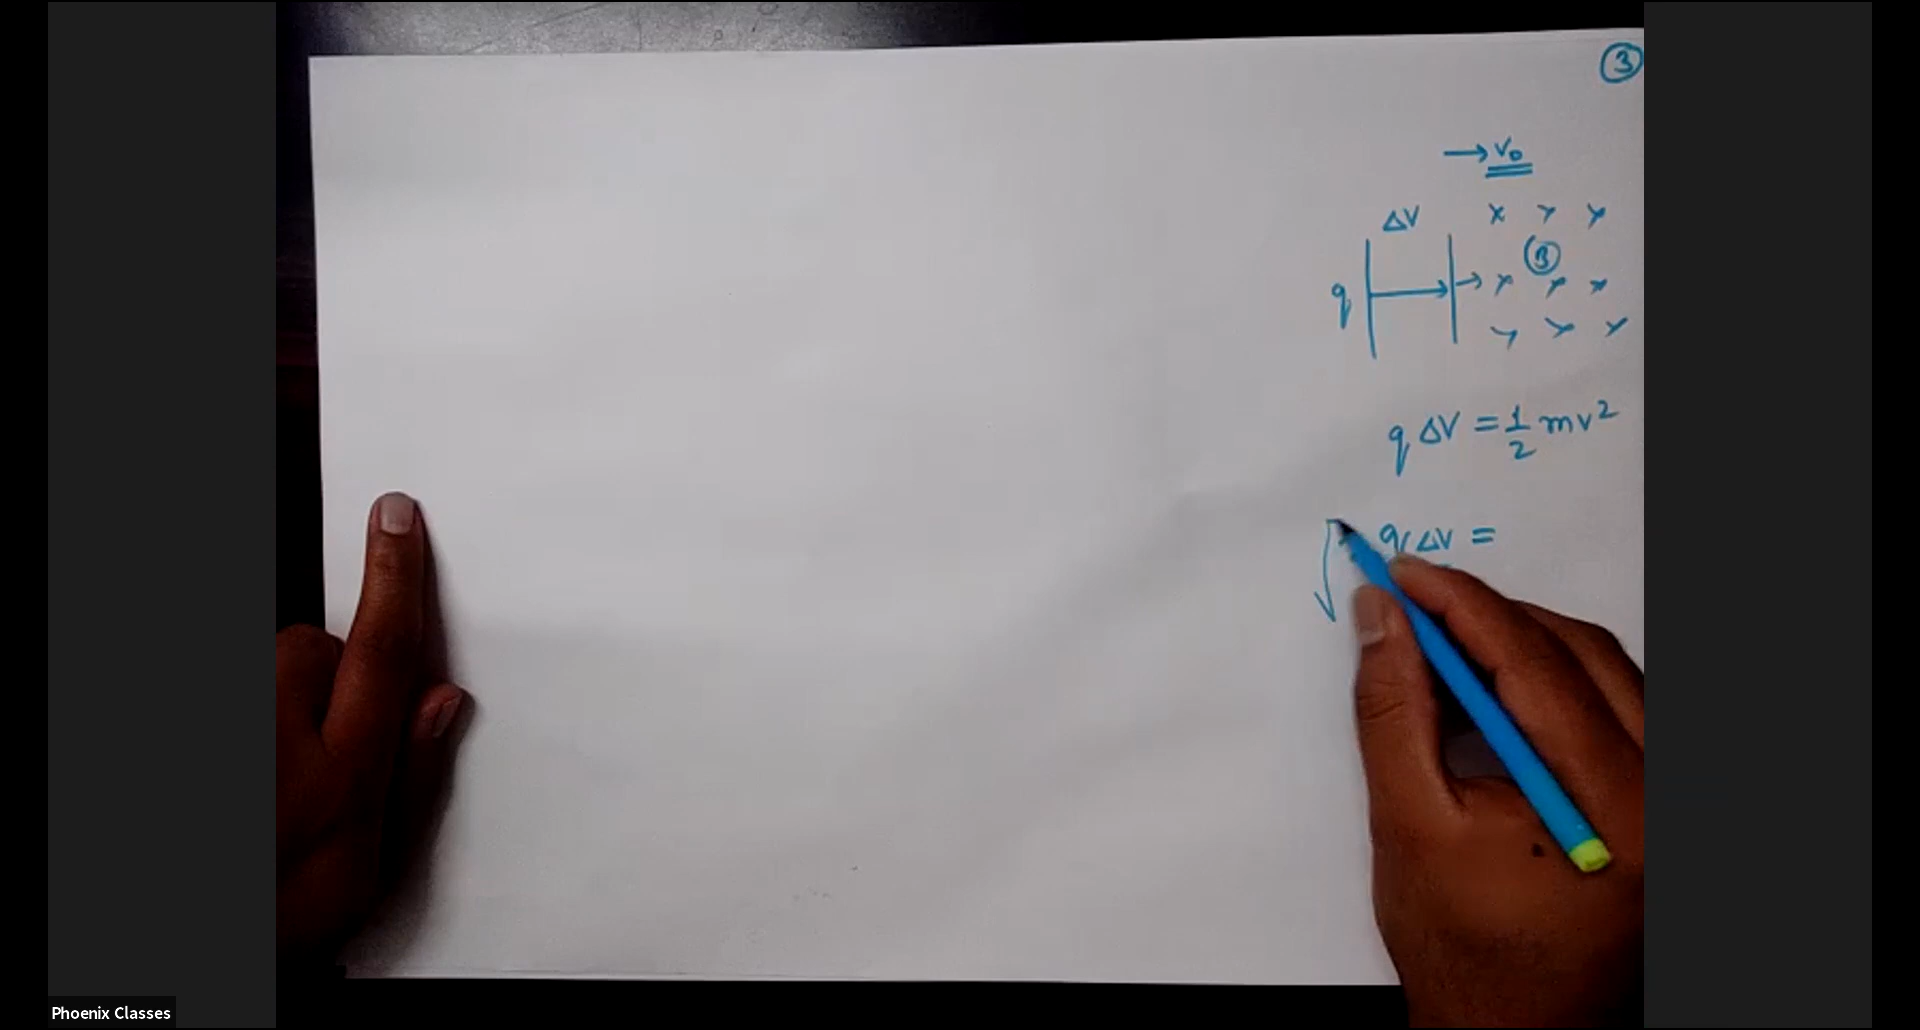 3
→ V₀
ΔV
x x x
B
q → x x x
x x x
q ΔV = 1/2 mv²
√ q ΔV =
Phoenix Classes